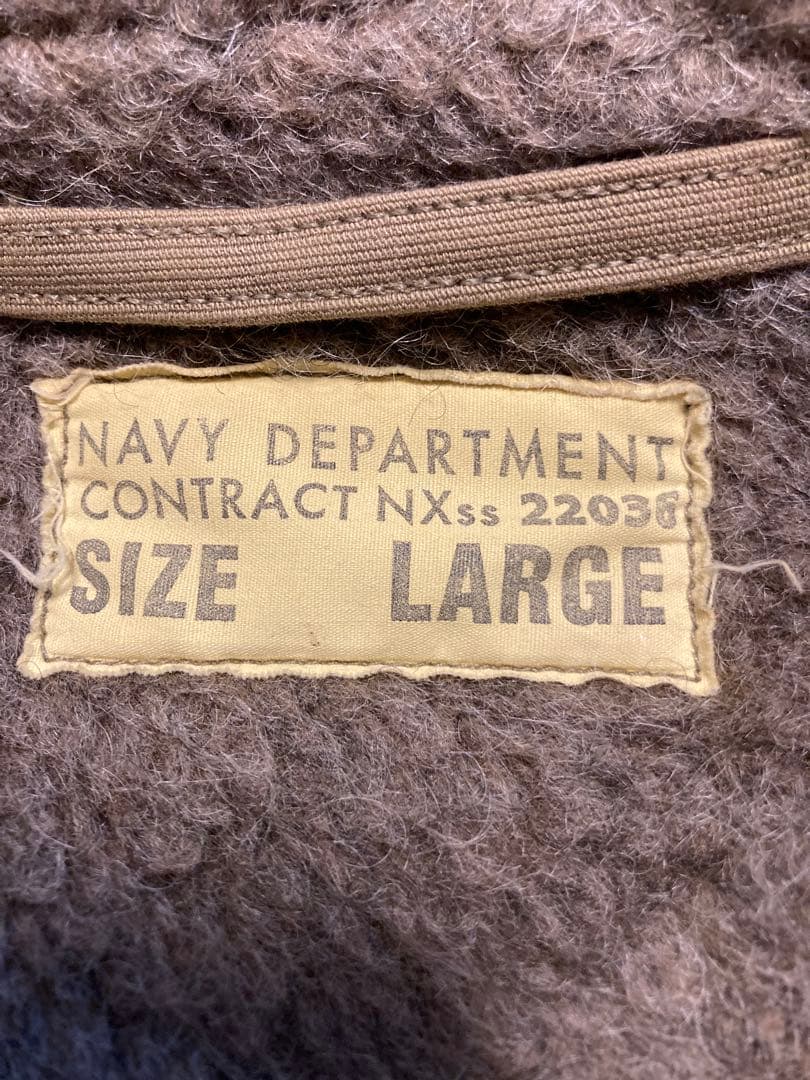 NAVY DEPARTMENT
CONTRACT NXss 22036
SIZE LARGE